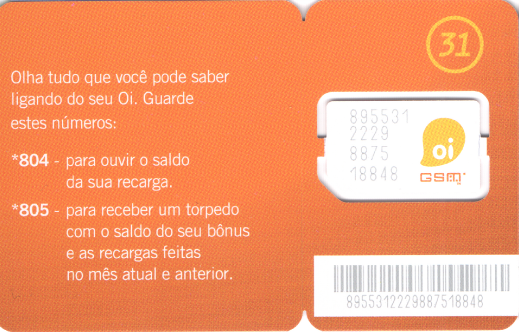 Olha tudo que você pode saber
ligando do seu Oi. Guarde
estes números:
*804 - para ouvir o saldo
da sua recarga.
*805 - para receber um torpedo
com o saldo do seu bônus
e as recargas feitas
no mês atual e anterior.
31
895531
2229
8875
18848
oi
GSM
8955312229887518848